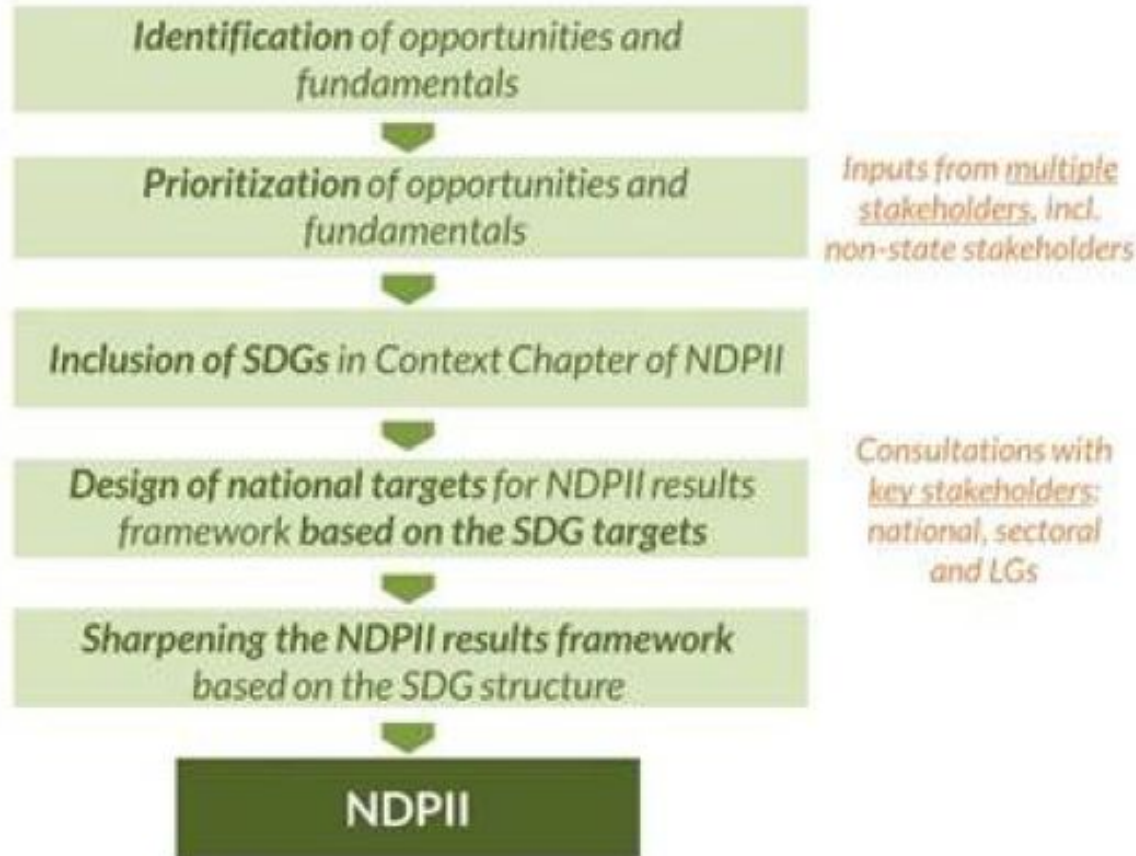 Identification of opportunities and
fundamentals
Prioritization of opportunities and
fundamentals
Inputs from multiple
stakeholders, incl.
non-state stakeholders
Inclusion of SDGs in Context Chapter of NDPII
Design of national targets for NDPII results
framework based on the SDG targets
Consultations with
key stakeholders:
national, sectoral
and LGs
Sharpening the NDPII results framework
based on the SDG structure
NDPII